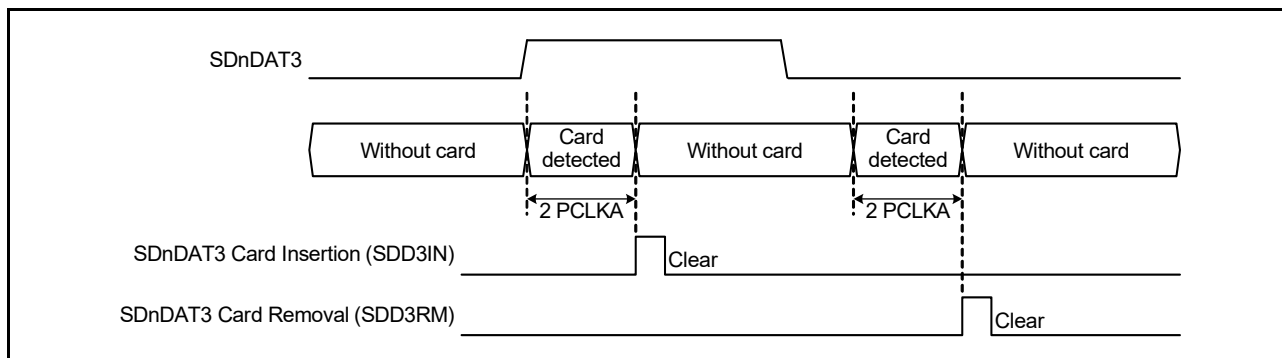 SDnDAT3
Without card
Card
detected
Without card
Card
detected
Without card
2 PCLKA
2 PCLKA
SDnDAT3 Card Insertion (SDD3IN)
Clear
SDnDAT3 Card Removal (SDD3RM)
Clear